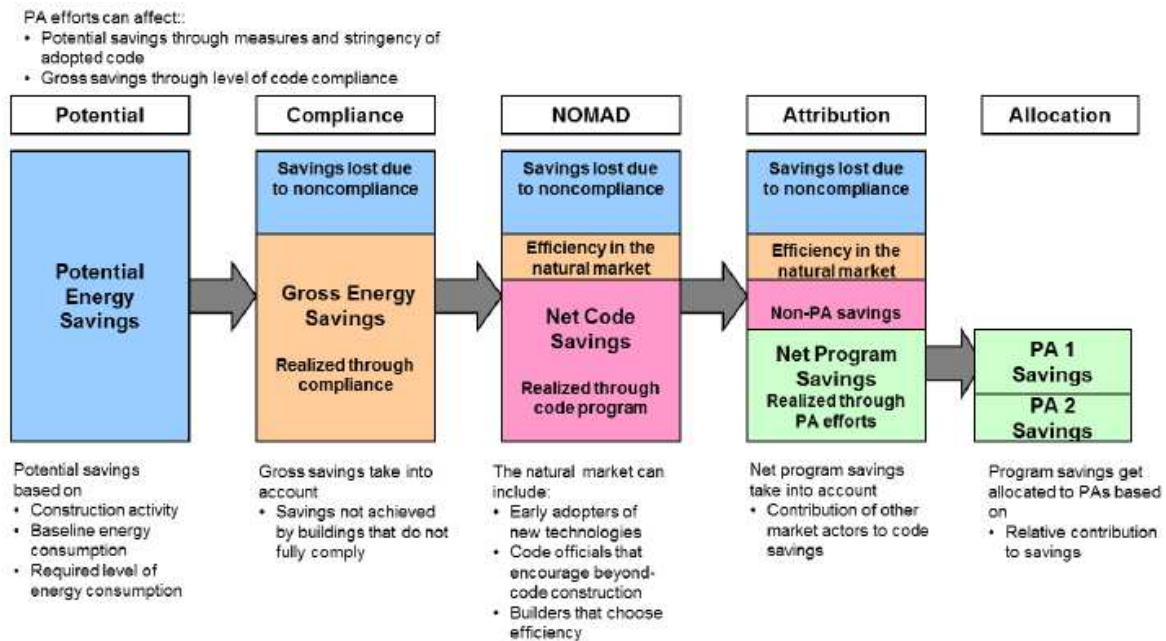 PA efforts can affect::
• Potential savings through measures and stringency of
adopted code
• Gross savings through level of code compliance
Potential
Compliance
NOMAD
Attribution
Allocation
Potential
Energy
Savings
Savings lost due
to noncompliance
Gross Energy
Savings
Realized through
compliance
Savings lost due
to noncompliance
Efficiency in the
natural market
Net Code
Savings
Realized through
code program
Savings lost due
to noncompliance
Efficiency in the
natural market
Non-PA savings
Net Program
Savings
Realized through
PA efforts
PA 1
Savings
PA 2
Savings
Potential savings
based on
• Construction activity
• Baseline energy
consumption
• Required level of
energy consumption
Gross savings take into
account
• Savings not achieved
by buildings that do not
fully comply
The natural market can
include:
• Early adopters of
new technologies
• Code officials that
encourage beyond-
code construction
• Builders that choose
efficiency
Net program savings
take into account
• Contribution of other
market actors to code
savings
Program savings get
allocated to PAs based
on
• Relative contribution
to savings